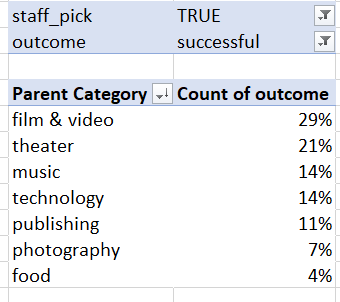 staff_pick TRUE
outcome successful
Parent Category Count of outcome
film & video 29%
theater 21%
music 14%
technology 14%
publishing 11%
photography 7%
food 4%